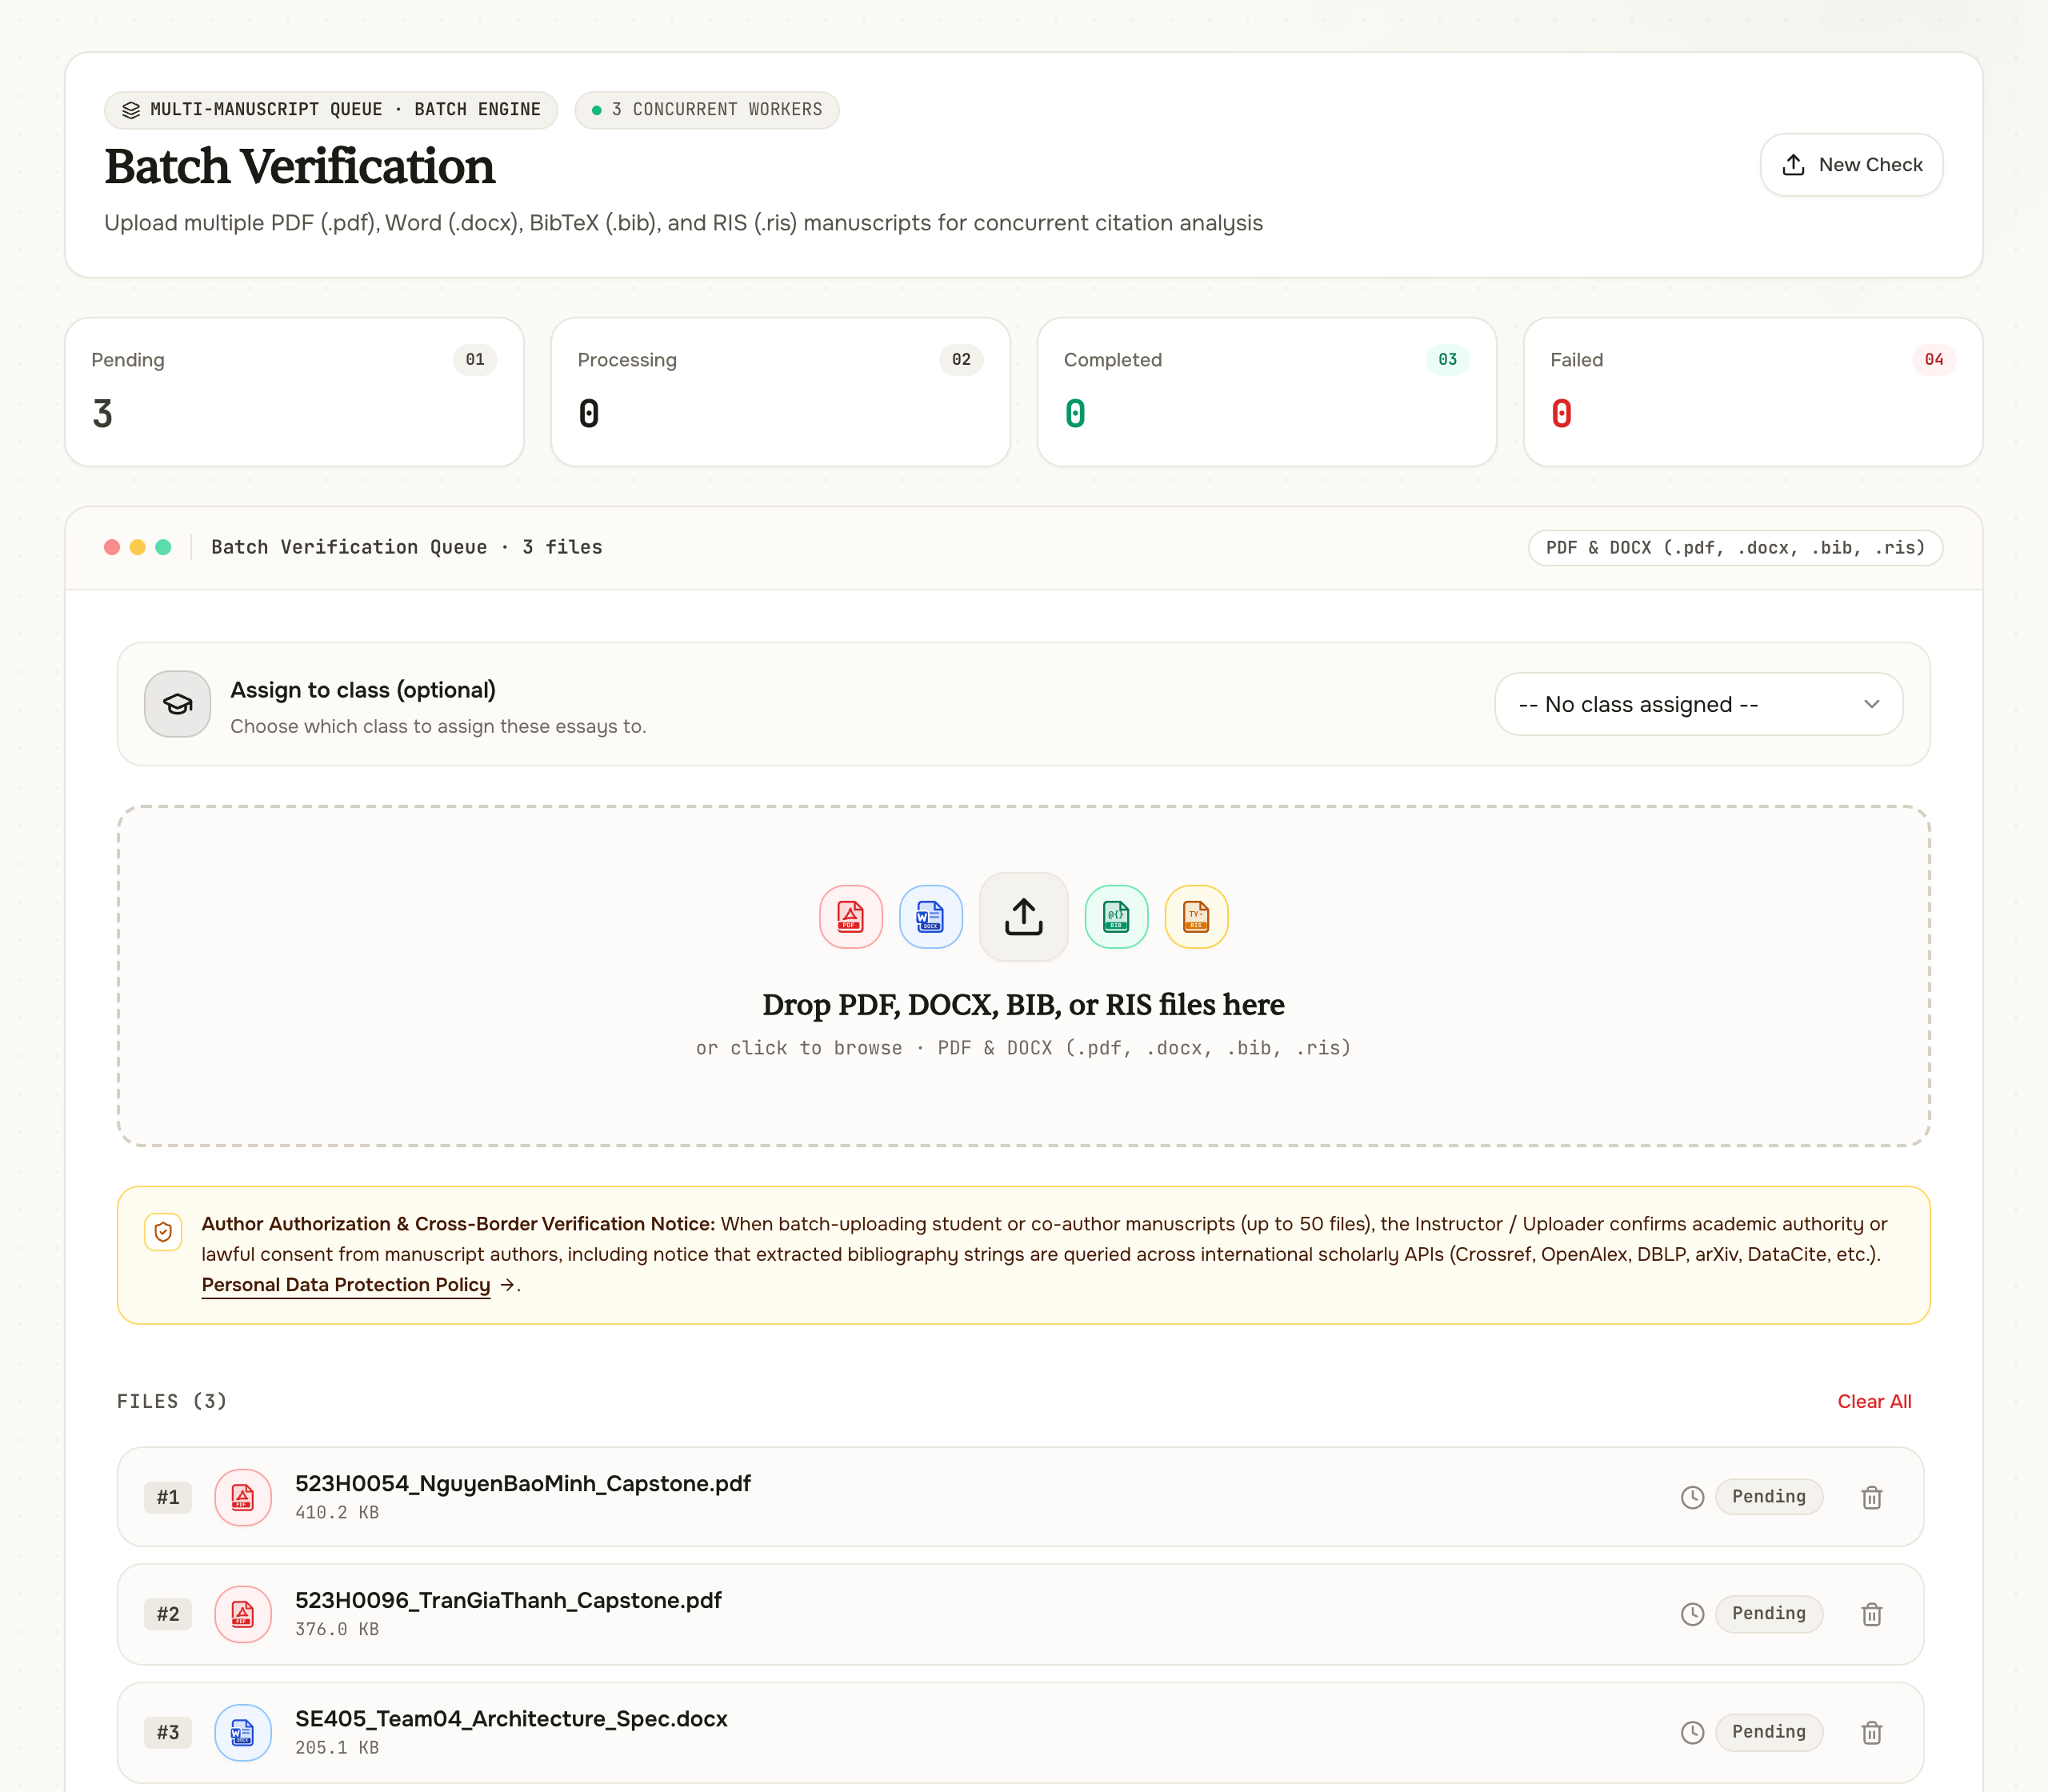 MULTI-MANUSCRIPT QUEUE · BATCH ENGINE
3 CONCURRENT WORKERS
Batch Verification
New Check
Upload multiple PDF (.pdf), Word (.docx), BibTeX (.bib), and RIS (.ris) manuscripts for concurrent citation analysis
Pending
01
3
Processing
02
0
Completed
03
0
Failed
04
0
Batch Verification Queue · 3 files
PDF & DOCX (.pdf, .docx, .bib, .ris)
Assign to class (optional)
Choose which class to assign these essays to.
-- No class assigned --
PDF
W DOCX
@{} BIB
TY- RIS
Drop PDF, DOCX, BIB, or RIS files here
or click to browse · PDF & DOCX (.pdf, .docx, .bib, .ris)
Author Authorization & Cross-Border Verification Notice: When batch-uploading student or co-author manuscripts (up to 50 files), the Instructor / Uploader confirms academic authority or
lawful consent from manuscript authors, including notice that extracted bibliography strings are queried across international scholarly APIs (Crossref, OpenAlex, DBLP, arXiv, DataCite, etc.).
Personal Data Protection Policy →.
FILES (3)
Clear All
#1
PDF
523H0054_NguyenBaoMinh_Capstone.pdf
410.2 KB
Pending
#2
PDF
523H0096_TranGiaThanh_Capstone.pdf
376.0 KB
Pending
#3
W DOCX
SE405_Team04_Architecture_Spec.docx
205.1 KB
Pending